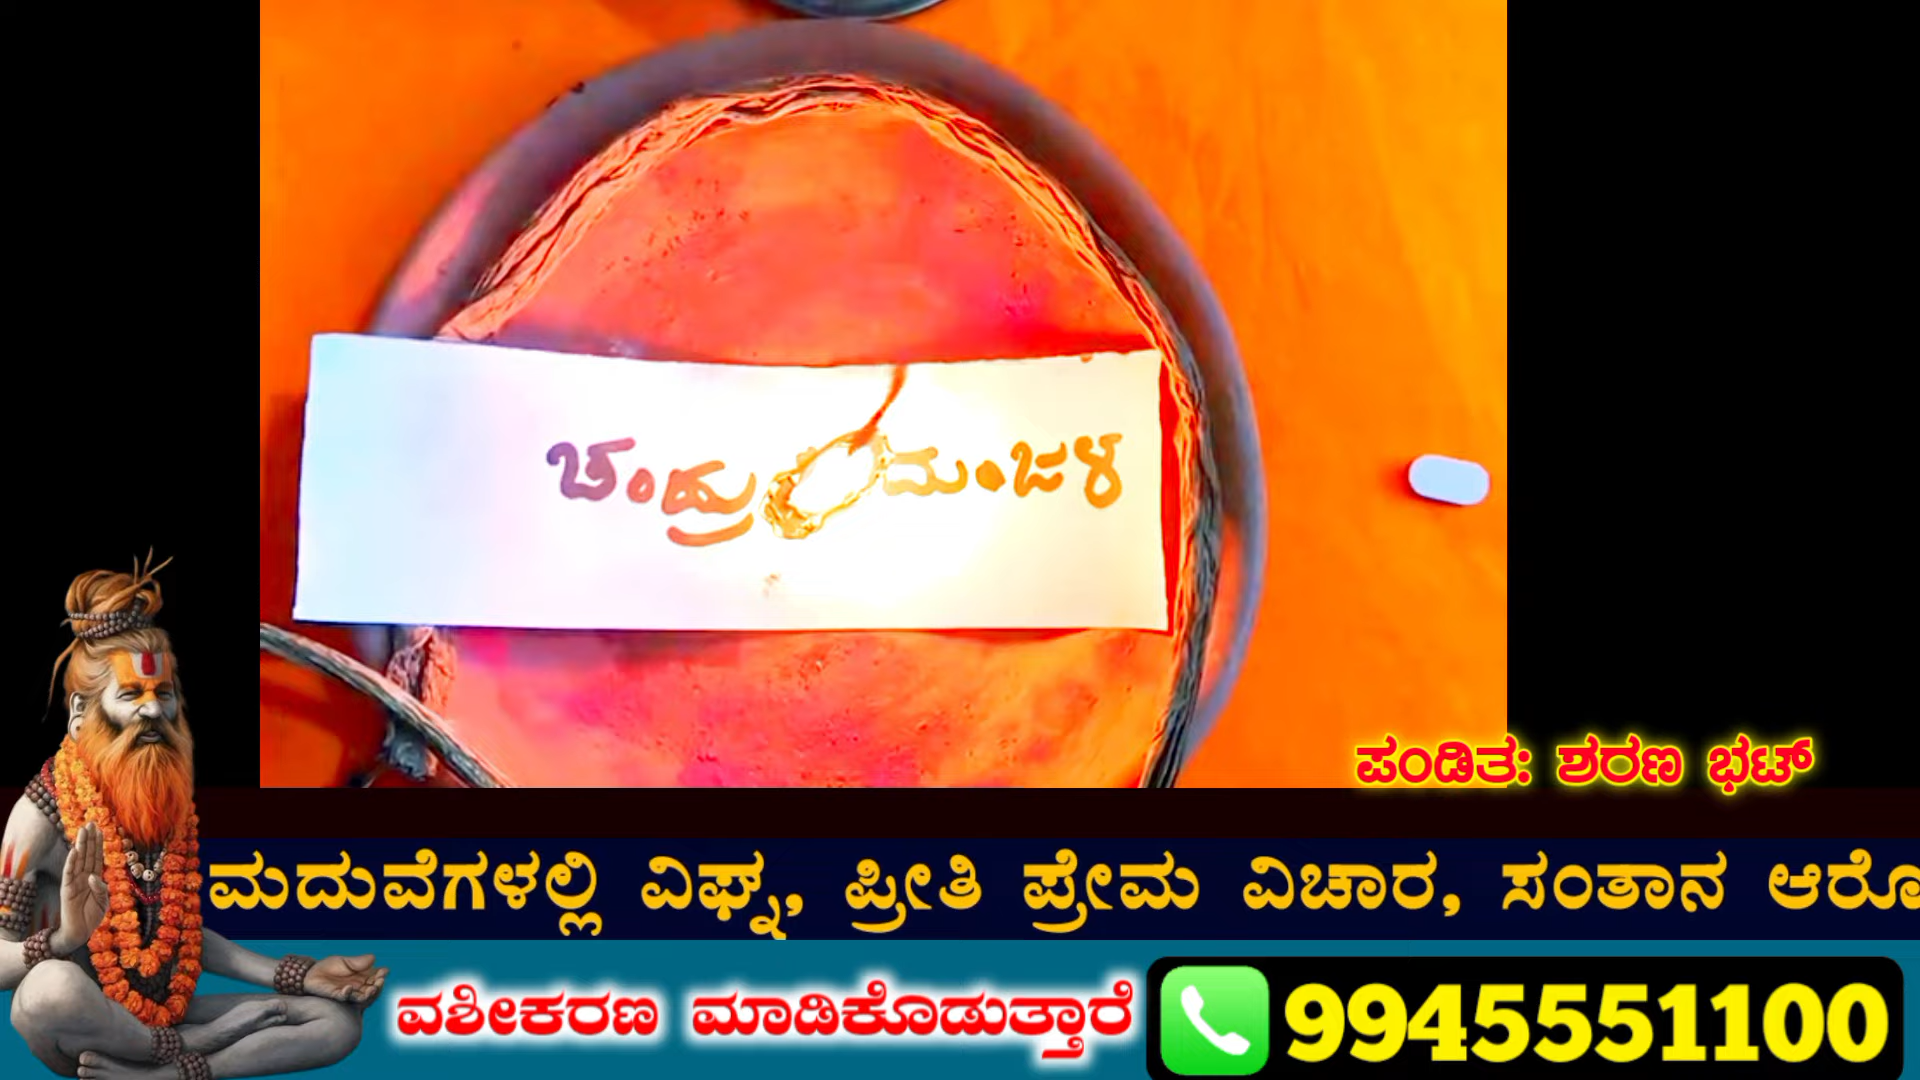 ಚಂದ್ರು ಮಂಜಳ
ಪಂಡಿತ: ಶರಣ ಭಟ್
ಮದುವೆಗಳಲ್ಲಿ ವಿಘ್ನ, ಪ್ರೀತಿ ಪ್ರೇಮ ವಿಚಾರ, ಸಂತಾನ ಆರೋ
ವಶೀಕರಣ ಮಾಡಿಕೊಡುತ್ತಾರೆ 9945551100